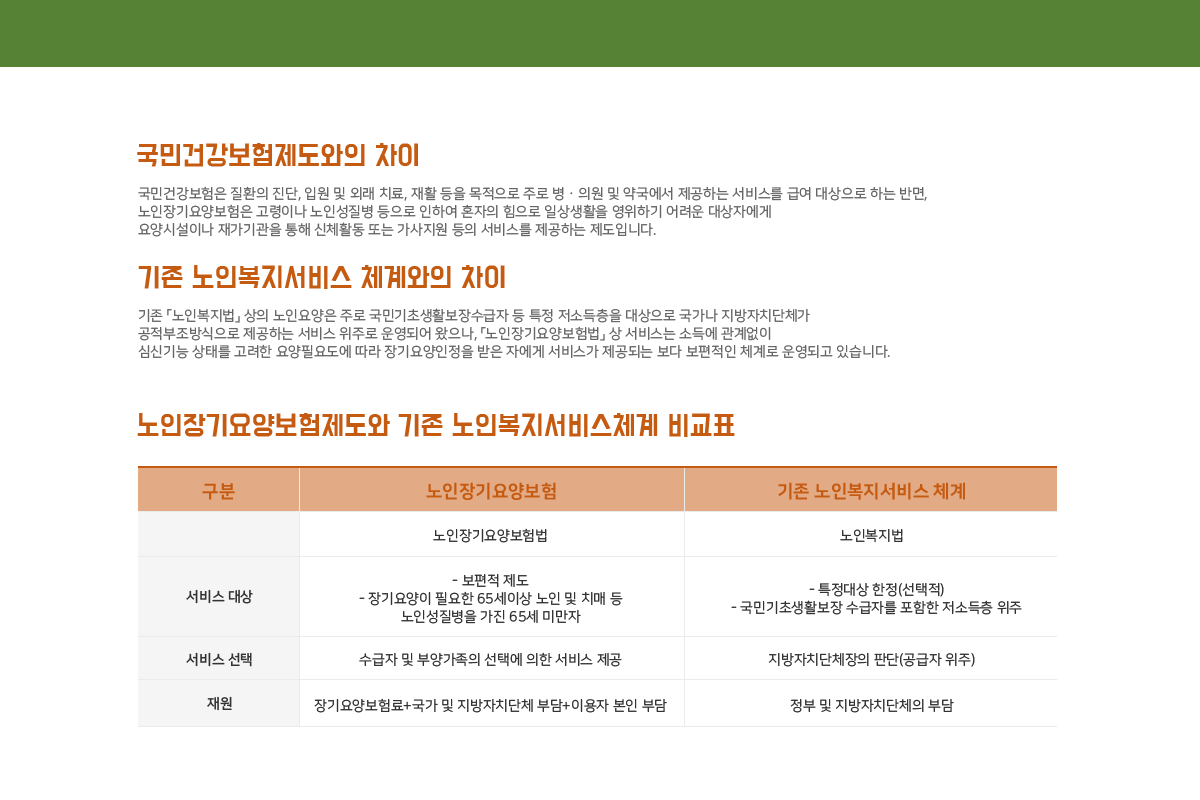 국민건강보험제도와의 차이
국민건강보험은 질환의 진단, 입원 및 외래 치료, 재활 등을 목적으로 주로 병 · 의원 및 약국에서 제공하는 서비스를 급여 대상으로 하는 반면,
노인장기요양보험은 고령이나 노인성질병 등으로 인하여 혼자의 힘으로 일상생활을 영위하기 어려운 대상자에게
요양시설이나 재가기관을 통해 신체활동 또는 가사지원 등의 서비스를 제공하는 제도입니다.
기존 노인복지서비스 체계와의 차이
기존 「노인복지법」 상의 노인요양은 주로 국민기초생활보장수급자 등 특정 저소득층을 대상으로 국가나 지방자치단체가
공적부조방식으로 제공하는 서비스 위주로 운영되어 왔으나, 「노인장기요양보험법」 상 서비스는 소득에 관계없이
심신기능 상태를 고려한 요양필요도에 따라 장기요양인정을 받은 자에게 서비스가 제공되는 보다 보편적인 체계로 운영되고 있습니다.
노인장기요양보험제도와 기존 노인복지서비스체계 비교표
구분 노인장기요양보험 기존 노인복지서비스 체계
노인장기요양보험법 노인복지법
서비스 대상
- 보편적 제도
- 장기요양이 필요한 65세이상 노인 및 치매 등
노인성질병을 가진 65세 미만자
- 특정대상 한정(선택적)
- 국민기초생활보장 수급자를 포함한 저소득층 위주
서비스 선택 수급자 및 부양가족의 선택에 의한 서비스 제공 지방자치단체장의 판단(공급자 위주)
재원 장기요양보험료+국가 및 지방자치단체 부담+이용자 본인 부담 정부 및 지방자치단체의 부담